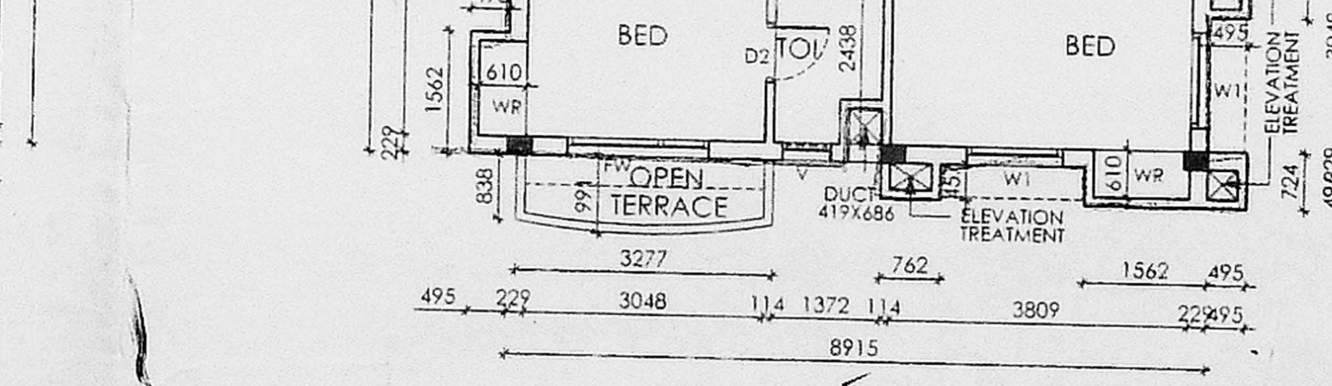 BED
BED
D2
TOI
2438
495
610
WR
1562
W1
ELEVATION
TREATMENT
229
FW
OPEN
TERRACE
838
991
V
DUCT
419X686
W1
610
WR
724
ELEVATION
TREATMENT
3277
762
1562
495
495
229
3048
114
1372
114
3809
229
495
8915